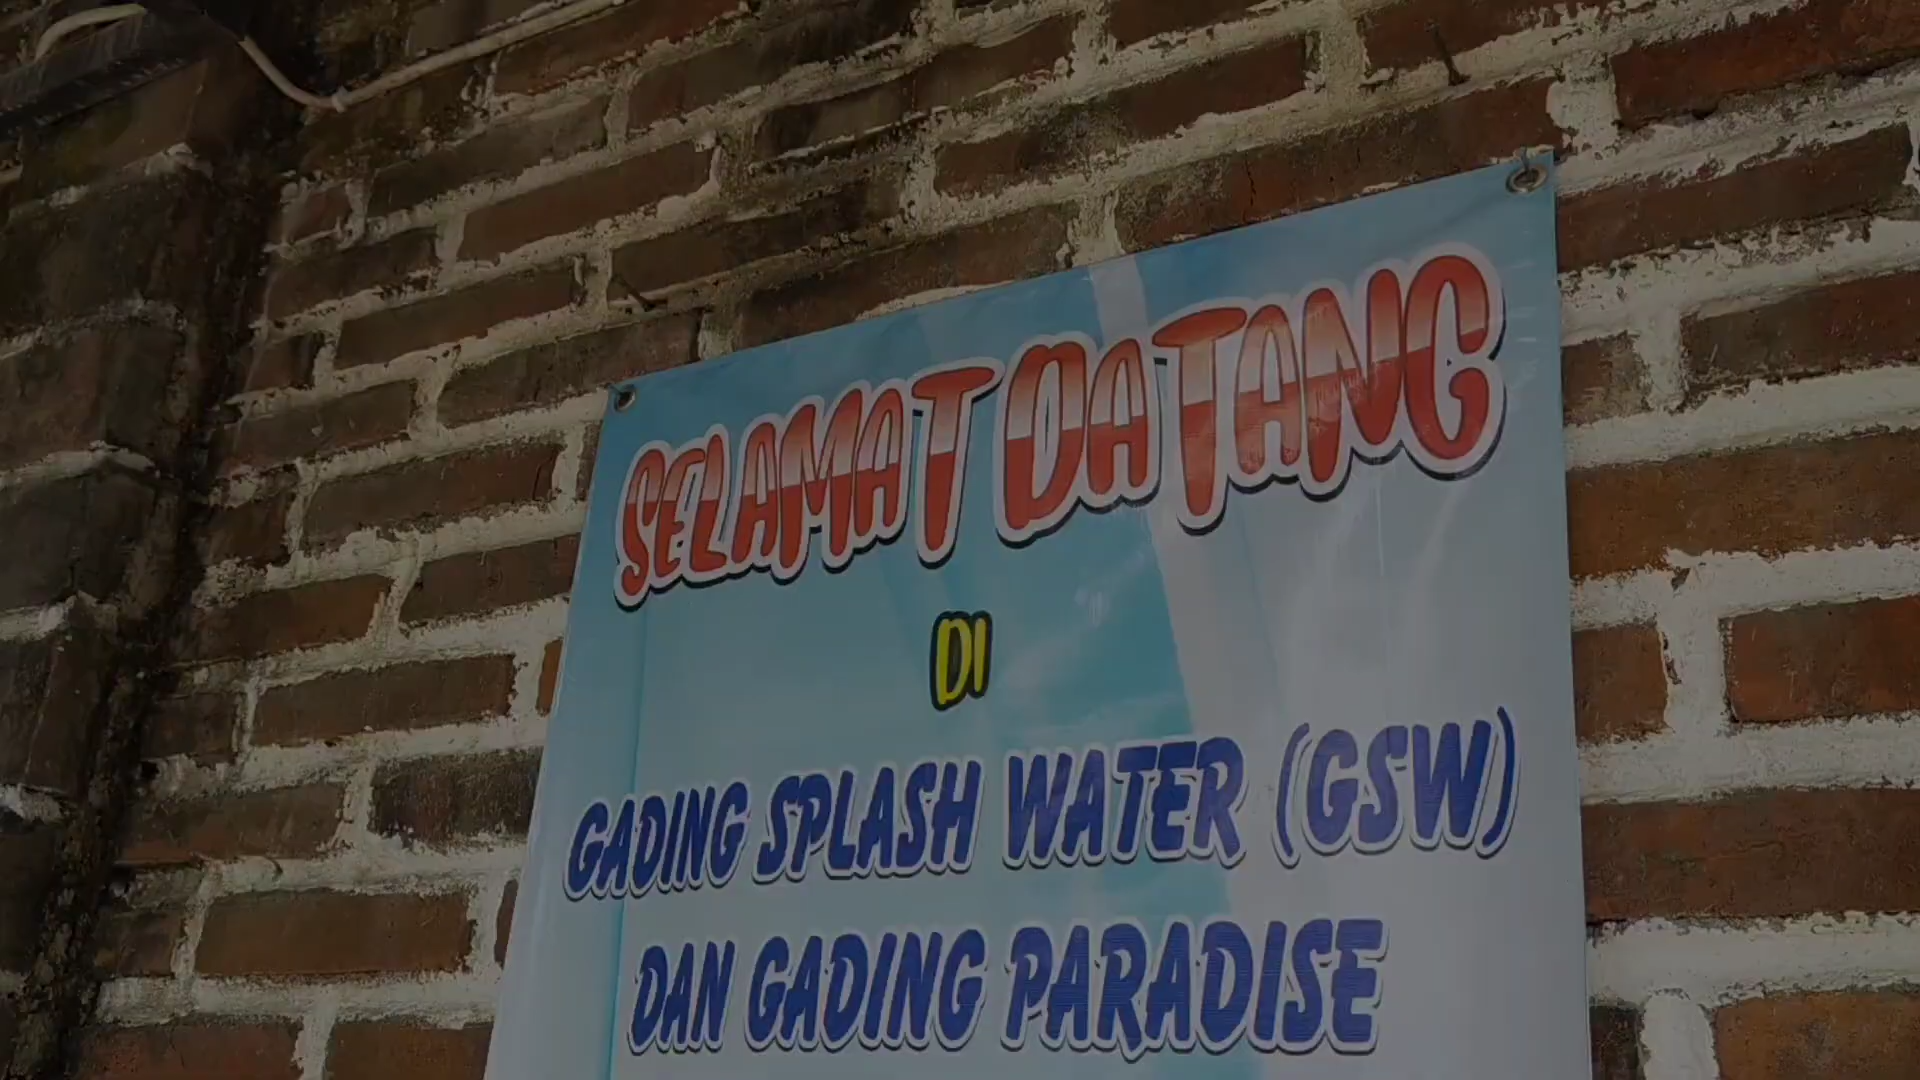 SELAMAT DATANG
DI
GADING SPLASH WATER (GSW)
DAN GADING PARADISE